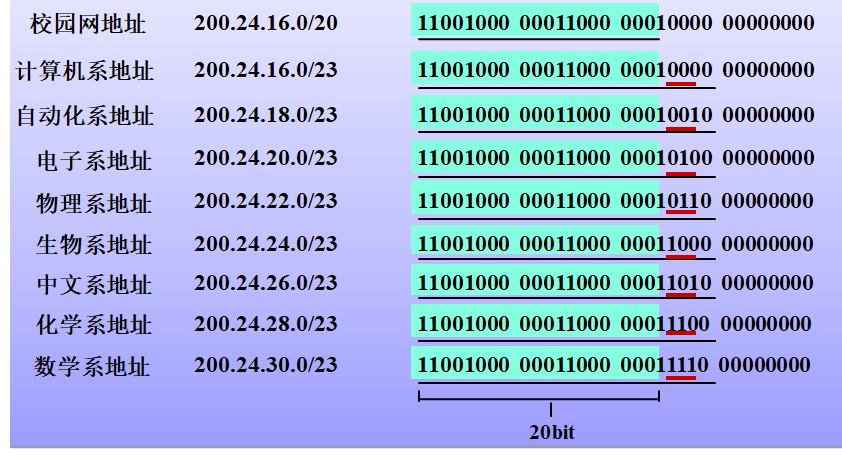 校园网地址 200.24.16.0/20 11001000 00011000 00010000 00000000
计算机系地址 200.24.16.0/23 11001000 00011000 00010000 00000000
自动化系地址 200.24.18.0/23 11001000 00011000 00010010 00000000
电子系地址 200.24.20.0/23 11001000 00011000 00010100 00000000
物理系地址 200.24.22.0/23 11001000 00011000 00010110 00000000
生物系地址 200.24.24.0/23 11001000 00011000 00011000 00000000
中文系地址 200.24.26.0/23 11001000 00011000 00011010 00000000
化学系地址 200.24.28.0/23 11001000 00011000 00011100 00000000
数学系地址 200.24.30.0/23 11001000 00011000 00011110 00000000
20bit